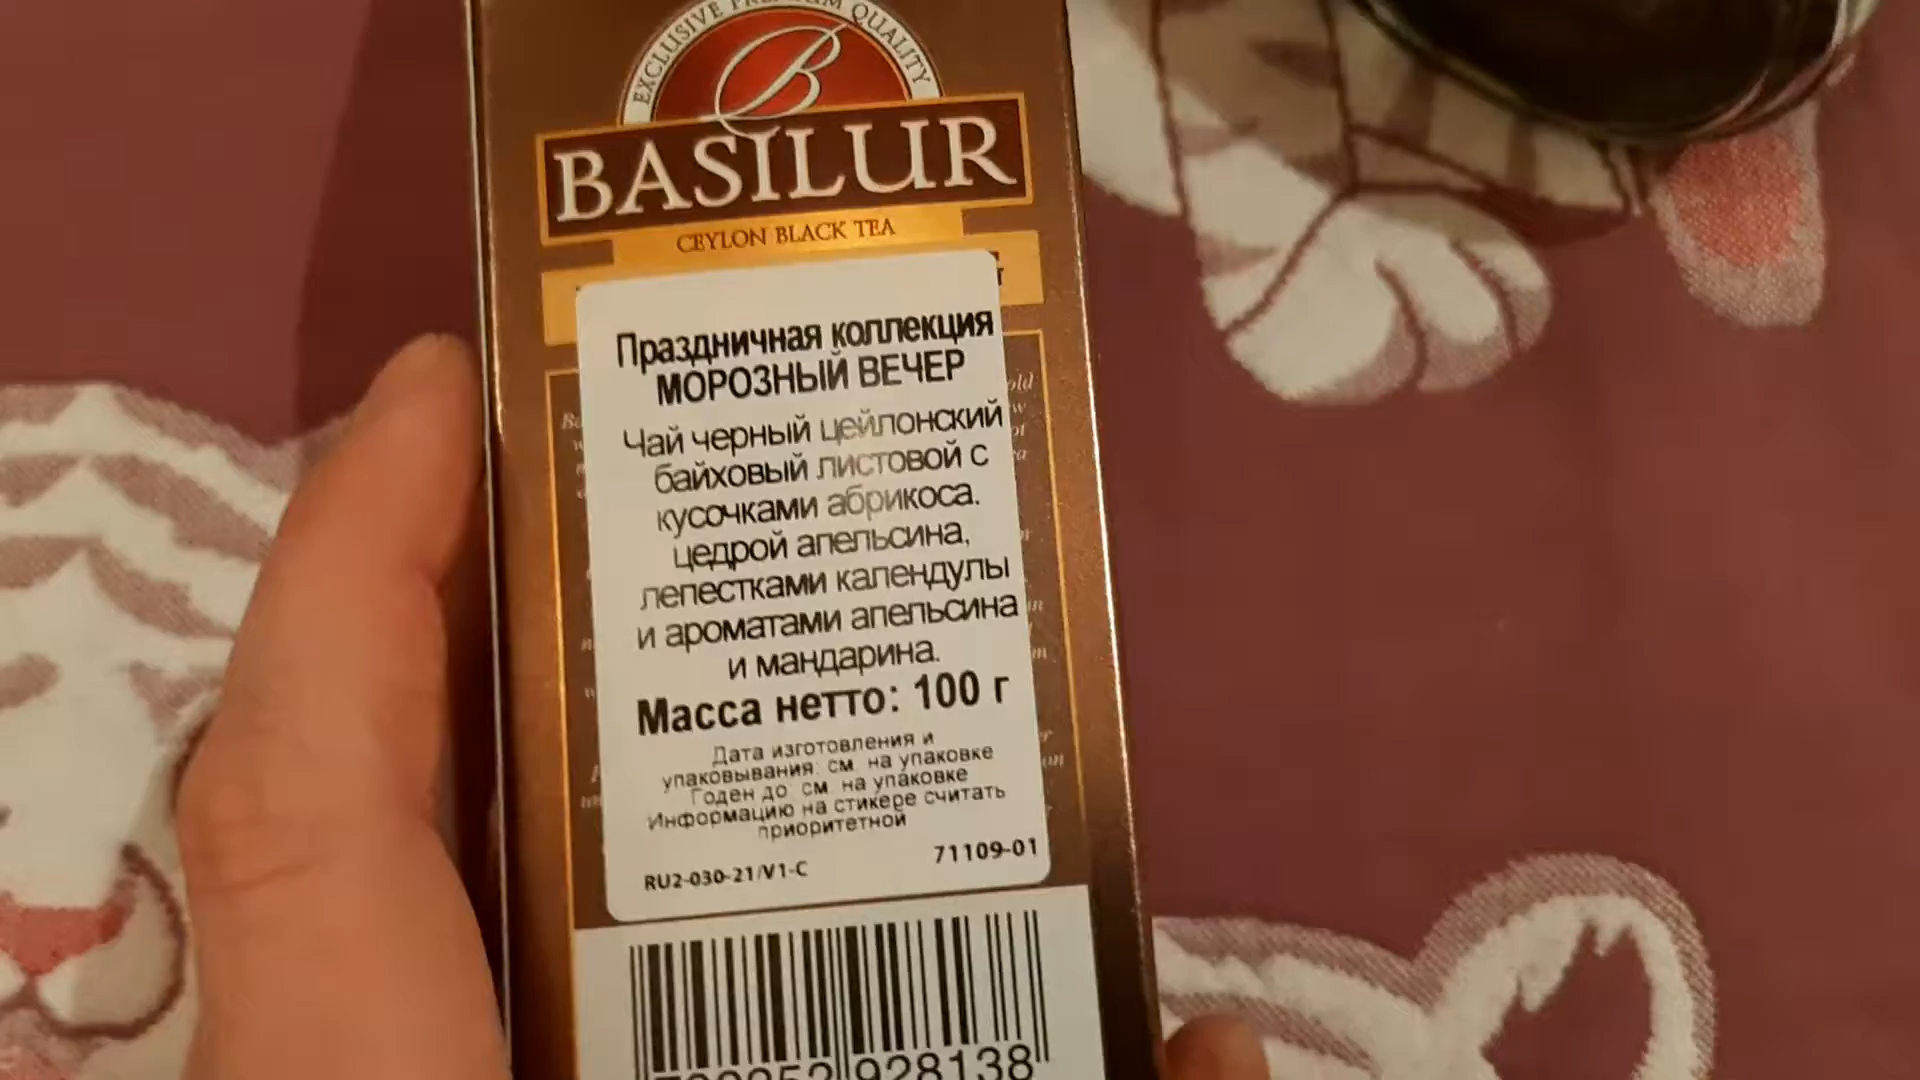 EXCLUSIVE PREMIUM QUALITY
B
BASILUR
CEYLON BLACK TEA
Праздничная коллекция
МОРОЗНЫЙ ВЕЧЕР
Чай черный цейлонский
байховый листовой с
кусочками абрикоса.
цедрой апельсина,
лепестками календулы
и ароматами апельсина
и мандарина.
Масса нетто: 100 г
Дата изготовления и
упаковывания: см. на упаковке
Годен до: см. на упаковке
Информацию на стикере считать
приоритетной
RU2-030-21/V1-C 71109-01
928138